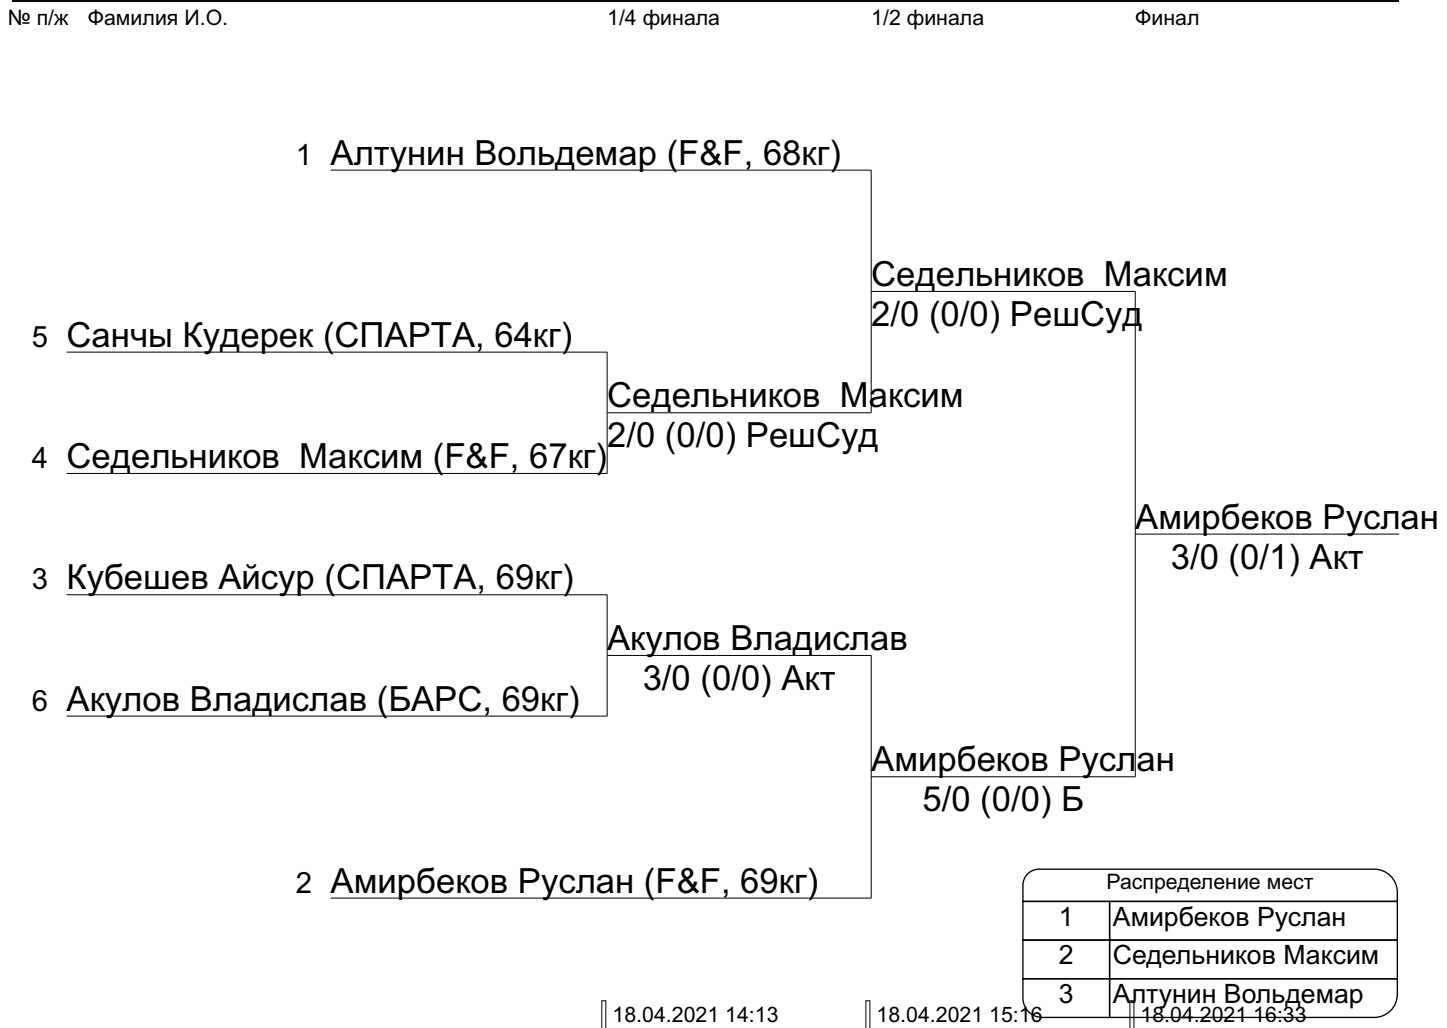 № п/ж Фамилия И.О. 1/4 финала 1/2 финала Финал
1 Алтунин Вольдемар (F&F, 68кг)
Седельников Максим
2/0 (0/0) РешСуд
5 Санчы Кудерек (СПАРТА, 64кг)
Седельников Максим
2/0 (0/0) РешСуд
4 Седельников Максим (F&F, 67кг)
Амирбеков Руслан
3/0 (0/1) Акт
3 Кубешев Айсур (СПАРТА, 69кг)
Акулов Владислав
3/0 (0/0) Акт
6 Акулов Владислав (БАРС, 69кг)
Амирбеков Руслан
5/0 (0/0) Б
2 Амирбеков Руслан (F&F, 69кг)
Распределение мест
1 Амирбеков Руслан
2 Седельников Максим
3 Алтунин Вольдемар
18.04.2021 14:13 18.04.2021 15:16 18.04.2021 16:33